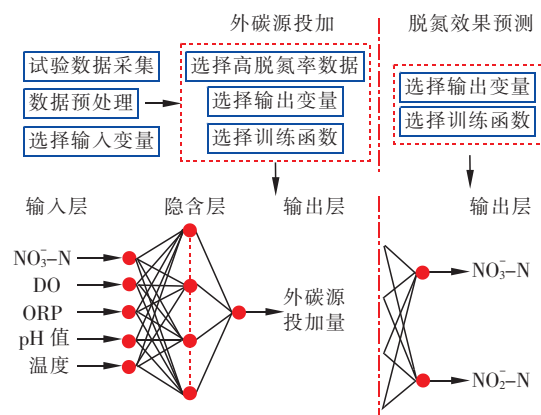 外碳源投加
脱氮效果预测
试验数据采集
数据预处理
选择输入变量
选择高脱氮率数据
选择输出变量
选择训练函数
选择输出变量
选择训练函数
输入层
隐含层
输出层
输出层
NO₃⁻-N
DO
ORP
pH 值
温度
外碳源
投加量
NO₃⁻-N
NO₂⁻-N